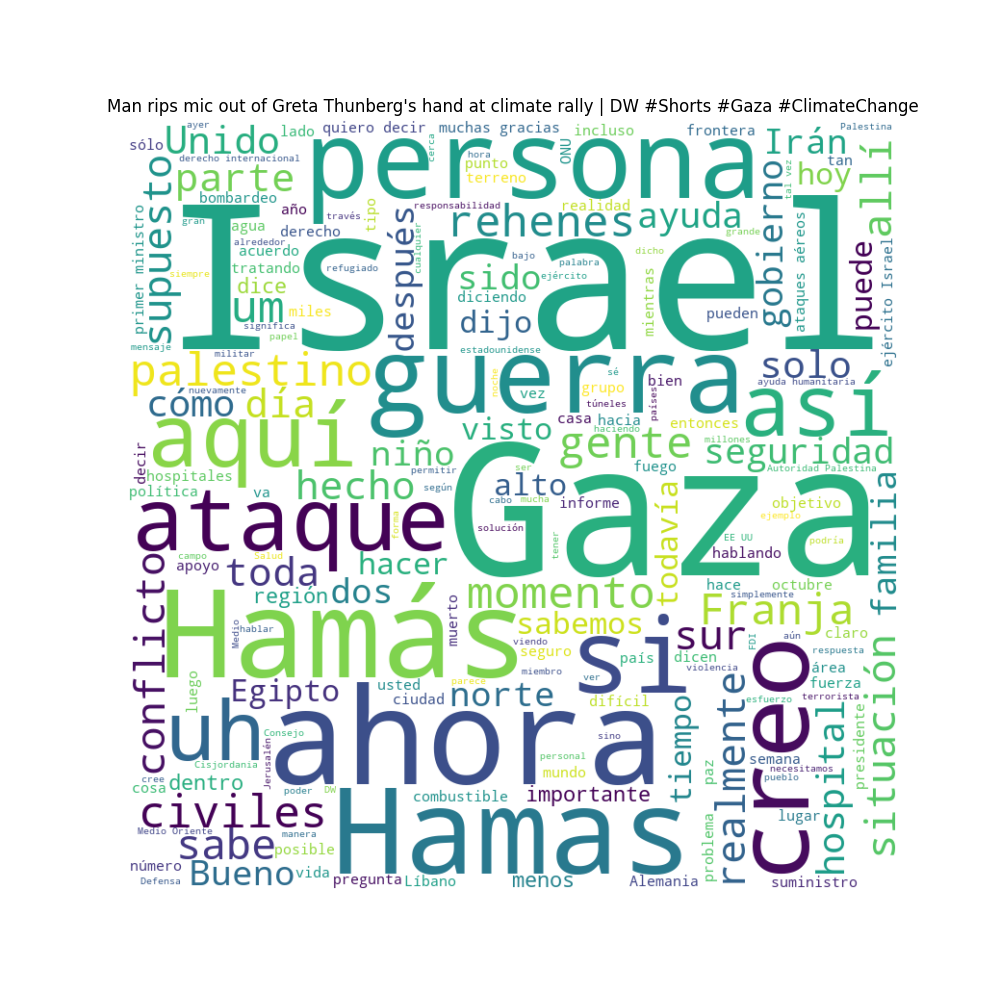 Man rips mic out of Greta Thunberg's hand at climate rally | DW #Shorts #Gaza #ClimateChange
ayer
sólo
Unido
lado
quiero decir
muchas gracias
incluso
frontera
Irán
Palestina
derecho internacional
persona
cerca
hora
ONU
tan
tal vez
parte
punto
terreno
hoy
allí
supuesto
bombardeo
año
través
tipo
responsabilidad
realidad
gobierno
primer ministro
gran
agua
derecho
después
cualquier
rehenes
ayuda
grande
ataques aéreos
puede
ejército Israel
Israel
alrededor
acuerdo
bajo
dicho
siempre
tratando
refugiado
sido
ejército
palabra
mientras
dice
diciendo
um
miles
significa
papel
dijo
pueden
mensaje
militar
estadounidense
palestino
guerra
noche
sé
solo
nuevamente
grupo
bien
países
ayuda humanitaria
cómo
día
vez
túneles
así
casa
hacia
entonces
aquí
visto
haciendo
gente
millones
seguridad
decir
niño
hospitales
permitir
ser
fuego
Autoridad Palestina
política
va
hecho
según
alto
cabo
mucha
informe
todavía
objetivo
familia
ataque
forma
solución
Gaza
ejemplo
tener
EE UU
podría
campo
Salud
hablando
apoyo
toda
hacer
hace
octubre
región
dos
momento
simplemente
conflicto
Hamás
Franja
Medio
hablar
muerto
sabemos
si
sur
aún
claro
viendo
FDI
respuesta
seguro
país
dicen
violencia
creo
área
situación
miembro
ver
fuerza
parece
luego
Egipto
usted
norte
difícil
esfuerzo
terrorista
ciudad
tiempo
realmente
hospital
presidente
uh
ahora
Consejo
sino
Jerusalén
Cisjordania
personal
paz
semana
necesitamos
cree
cosa
dentro
mundo
pueblo
poder
DW
combustible
importante
civiles
Hamas
lugar
Medio Oriente
manera
sabe
posible
problema
número
Bueno
vida
Defensa
pregunta
Líbano
menos
Alemania
suministro